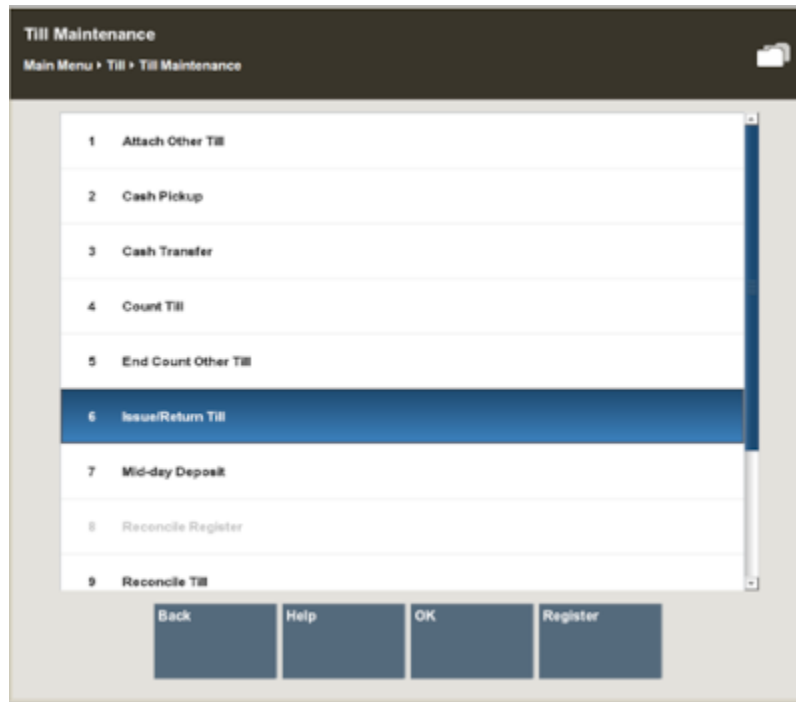 Till Maintenance
Main Menu ▸ Till ▸ Till Maintenance
1 Attach Other Till
2 Cash Pickup
3 Cash Transfer
4 Count Till
5 End Count Other Till
6 Issue/Return Till
7 Mid-day Deposit
8 Reconcile Register
9 Reconcile Till
Back Help OK Register